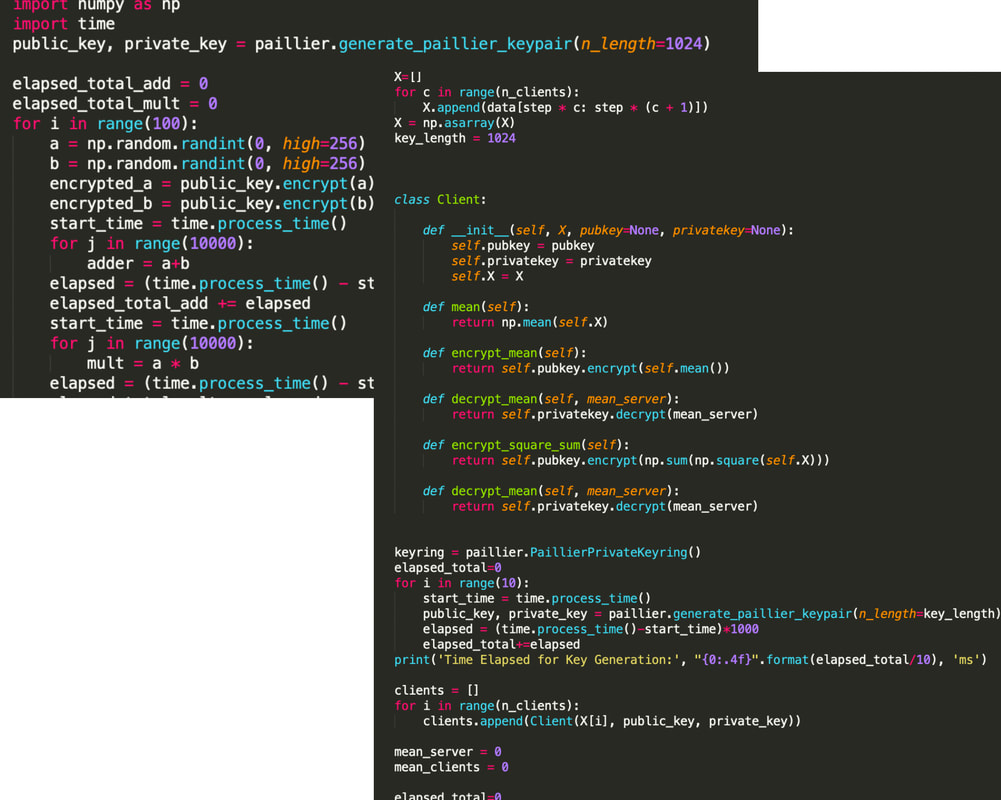 import numpy as np
import time
public_key, private_key = paillier.generate_paillier_keypair(n_length=1024)
elapsed_total_add = 0
elapsed_total_mult = 0
for i in range(100):
a = np.random.randint(0, high=256)
b = np.random.randint(0, high=256)
encrypted_a = public_key.encrypt(a)
encrypted_b = public_key.encrypt(b)
start_time = time.process_time()
for j in range(10000):
adder = a+b
elapsed = (time.process_time() - st
elapsed_total_add += elapsed
start_time = time.process_time()
for j in range(10000):
mult = a * b
elapsed = (time.process_time() - st
X=[]
for c in range(n_clients):
X.append(data[step * c: step * (c + 1)])
X = np.asarray(X)
key_length = 1024
class Client:
def __init__(self, X, pubkey=None, privatekey=None):
self.pubkey = pubkey
self.privatekey = privatekey
self.X = X
def mean(self):
return np.mean(self.X)
def encrypt_mean(self):
return self.pubkey.encrypt(self.mean())
def decrypt_mean(self, mean_server):
return self.privatekey.decrypt(mean_server)
def encrypt_square_sum(self):
return self.pubkey.encrypt(np.sum(np.square(self.X)))
def decrypt_mean(self, mean_server):
return self.privatekey.decrypt(mean_server)
keyring = paillier.PaillierPrivateKeyring()
elapsed_total=0
for i in range(10):
start_time = time.process_time()
public_key, private_key = paillier.generate_paillier_keypair(n_length=key_length)
elapsed = (time.process_time()-start_time)*1000
elapsed_total+=elapsed
print('Time Elapsed for Key Generation:', "{0:.4f}".format(elapsed_total/10), 'ms')
clients = []
for i in range(n_clients):
clients.append(Client(X[i], public_key, private_key))
mean_server = 0
mean_clients = 0
elapsed_total=0